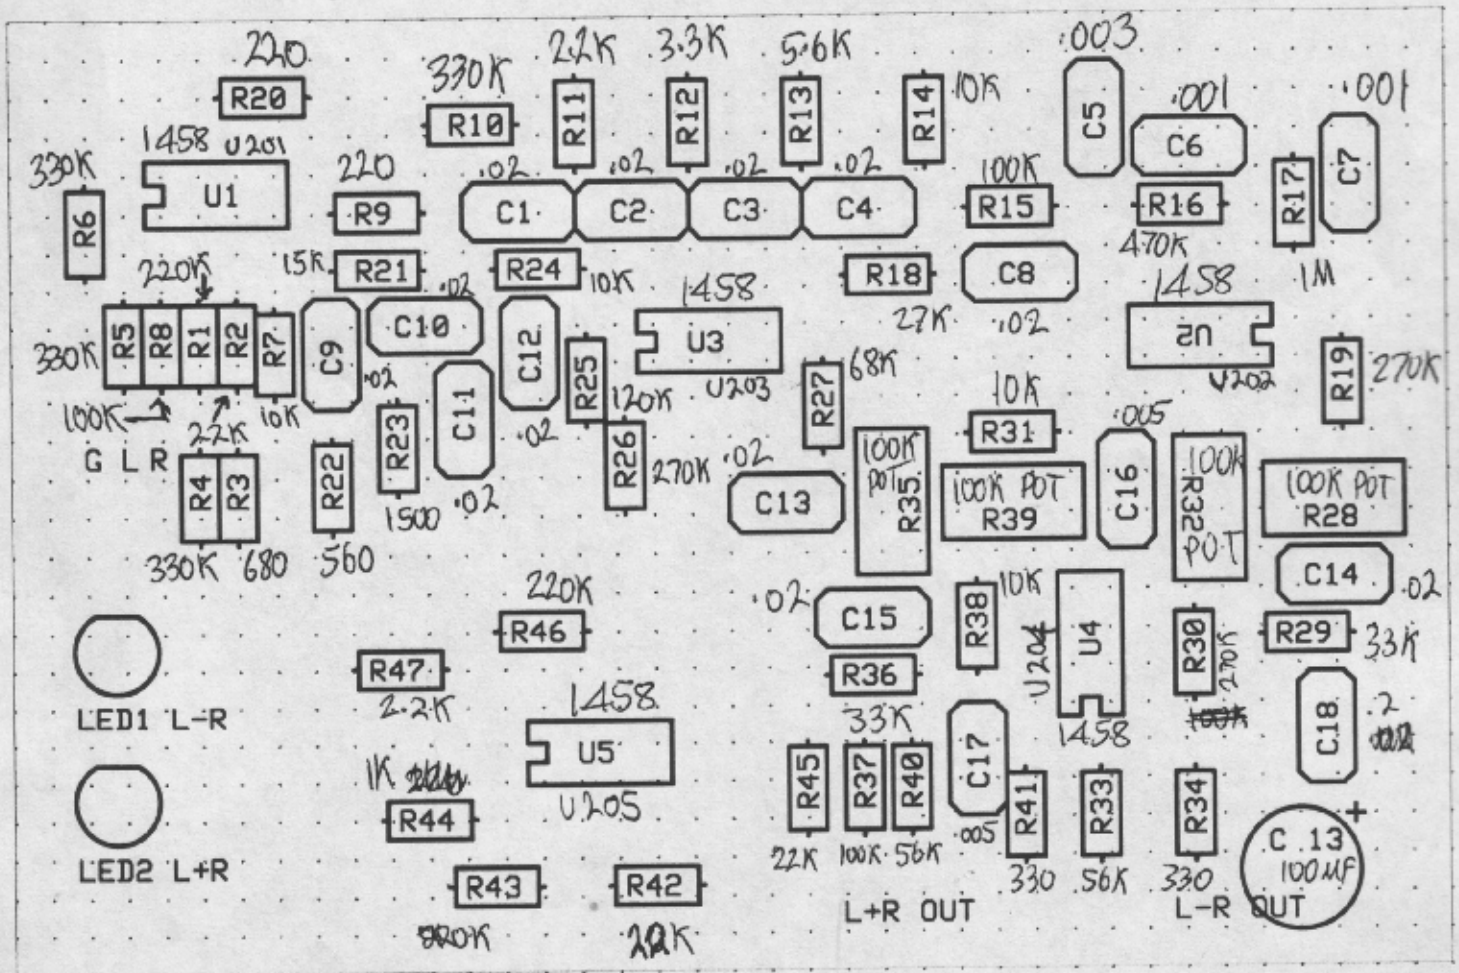 220
2.2K
3.3K
5.6K
.003
R20
330K
R11
R12
R13
R14
10K
C5
.001
.001
R10
1458
U201
330K
U1
220
.02
.02
.02
.02
100K
C6
R17
C7
R6
R9
C1
C2
C3
C4
R15
R16
470K
220K
15K
R21
R24
10K
R18
C8
1M
.02
1458
27K
.02
1458
R5
R8
R1
R2
R7
C9
C10
C12
U3
U2
330K
.02
R25
U203
R27
68K
U202
R19
270K
100K
22K
10K
R23
C11
.02
120K
10K
R31
.005
G L R
R22
R26
270K
.02
100K
POT
R35
100K POT
R39
C16
100K
R32
POT
100K POT
R28
R4
R3
1500
.02
C13
330K
680
560
C14
.02
220K
.02
C15
R38
10K
U204
U4
R30
270K
R29
33K
R46
R47
R36
2.2K
1458
33K
1458
C18
.2
LED1 L-R
U5
1K
R45
R37
R40
C17
R41
R33
R34
R44
U205
22K
100K
56K
.005
330
56K
330
+
C 13
100µf
LED2 L+R
R43
R42
L+R OUT
L-R OUT